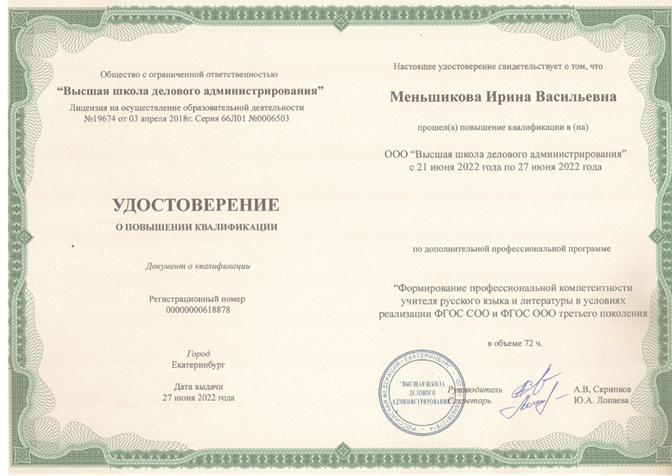 Общество с ограниченной ответственностью
“Высшая школа делового администрирования”
Лицензия на осуществление образовательной деятельности
№19674 от 03 апреля 2018г. Серия 66Л01 №0006503
УДОСТОВЕРЕНИЕ
О ПОВЫШЕНИИ КВАЛИФИКАЦИИ
Документ о квалификации
Регистрационный номер
00000000618878
Город
Екатеринбург
Дата выдачи
27 июня 2022 года
Настоящее удостоверение свидетельствует о том, что
Меньшикова Ирина Васильевна
прошел(а) повышение квалификации в (на)
ООО “Высшая школа делового администрирования”
с 21 июня 2022 года по 27 июня 2022 года
по дополнительной профессиональной программе
“Формирование профессиональной компетентности
учителя русского языка и литературы в условиях
реализации ФГОС СОО и ФГОС ООО третьего поколения
в объеме 72 ч.
Руководитель А.В, Скрипков
Секретарь Ю.А. Лопаева
"ВЫСШАЯ ШКОЛА
ДЕЛОВОГО
АДМИНИСТРИРОВАНИЯ"
РОССИЙСКАЯ ФЕДЕРАЦИЯ г. ЕКАТЕРИНБУРГ